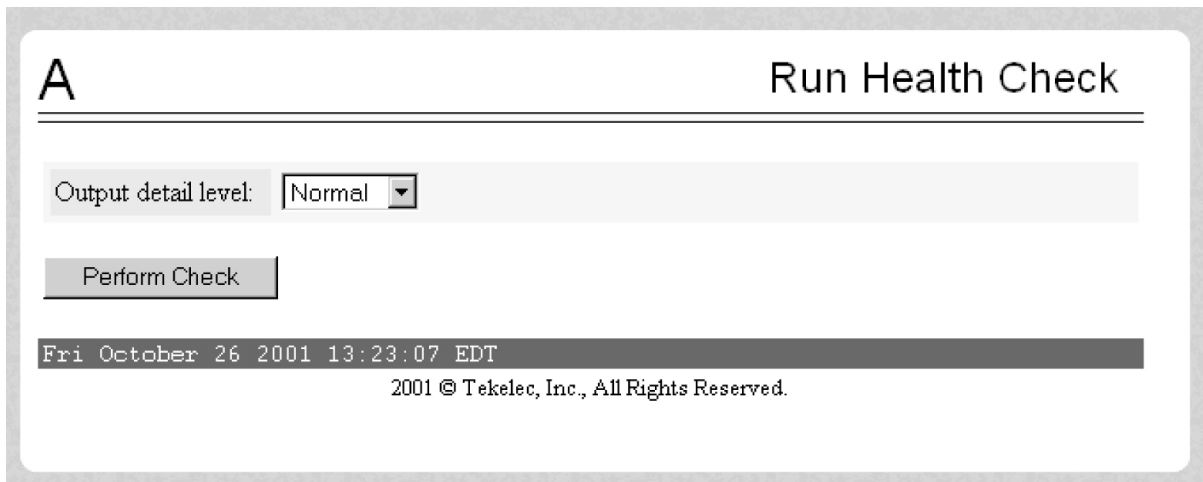 A
Run Health Check
Output detail level: Normal
Perform Check
Fri October 26 2001 13:23:07 EDT
2001 © Tekelec, Inc., All Rights Reserved.